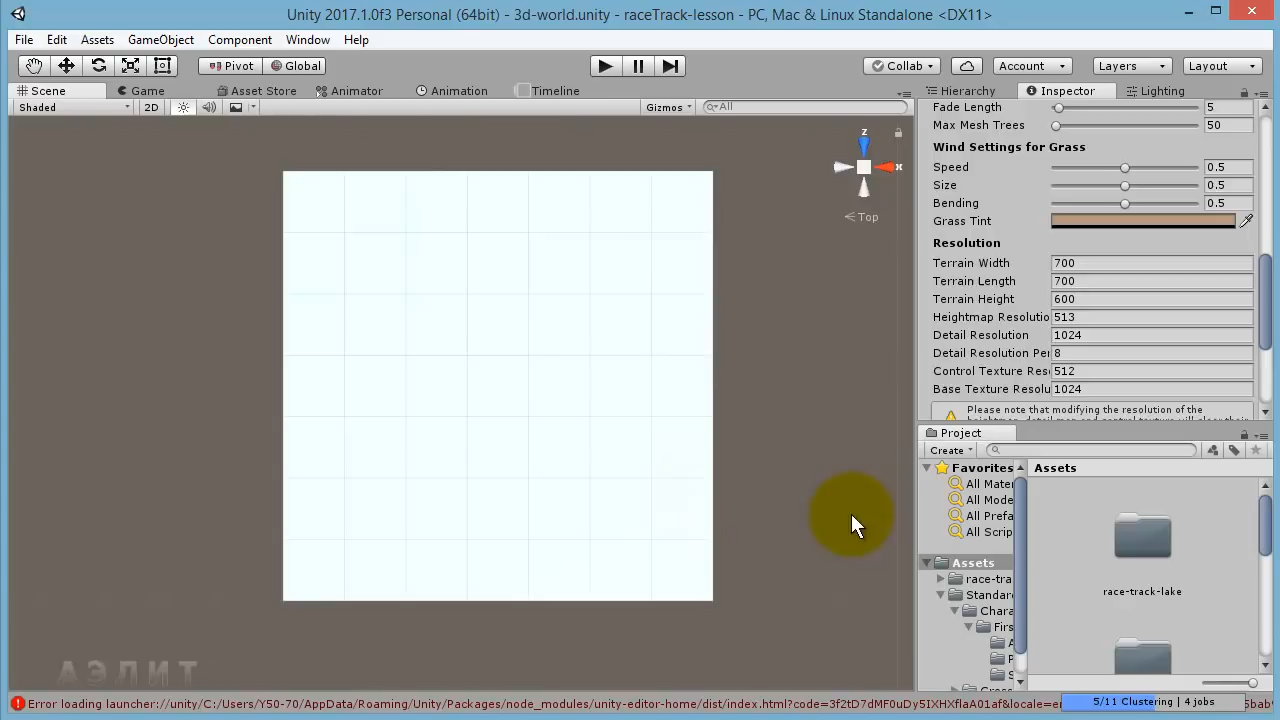 Unity 2017.1.0f3 Personal (64bit) - 3d-world.unity - raceTrack-lesson - PC, Mac & Linux Standalone <DX11>
File Edit Assets GameObject Component Window Help
Pivot Global Collab Account Layers Layout
Scene Game Asset Store Animator Animation Timeline Hierarchy Inspector Lighting
Shaded 2D Gizmos All
Fade Length 5
Max Mesh Trees 50
Wind Settings for Grass
Speed 0.5
Size 0.5
Bending 0.5
Grass Tint
Resolution
Terrain Width 700
Terrain Length 700
Terrain Height 600
Heightmap Resolutio 513
Detail Resolution 1024
Detail Resolution Per 8
Control Texture Res 512
Base Texture Resolu 1024
Please note that modifying the resolution of the
z
x
Top
Project
Create
Favorites
All Mater
All Mode
All Prefa
All Scrip
Assets
race-tra
Standar
Chara
Firs
Assets
race-track-lake
АЭЛИТ
Error loading launcher://unity/C:/Users/Y50-70/AppData/Roaming/Unity/Packages/node_modules/unity-editor-home/dist/index.html?code=3f2tD7dMF0uDy5IXHXflaA01af&locale=e
5/11 Clustering | 4 jobs